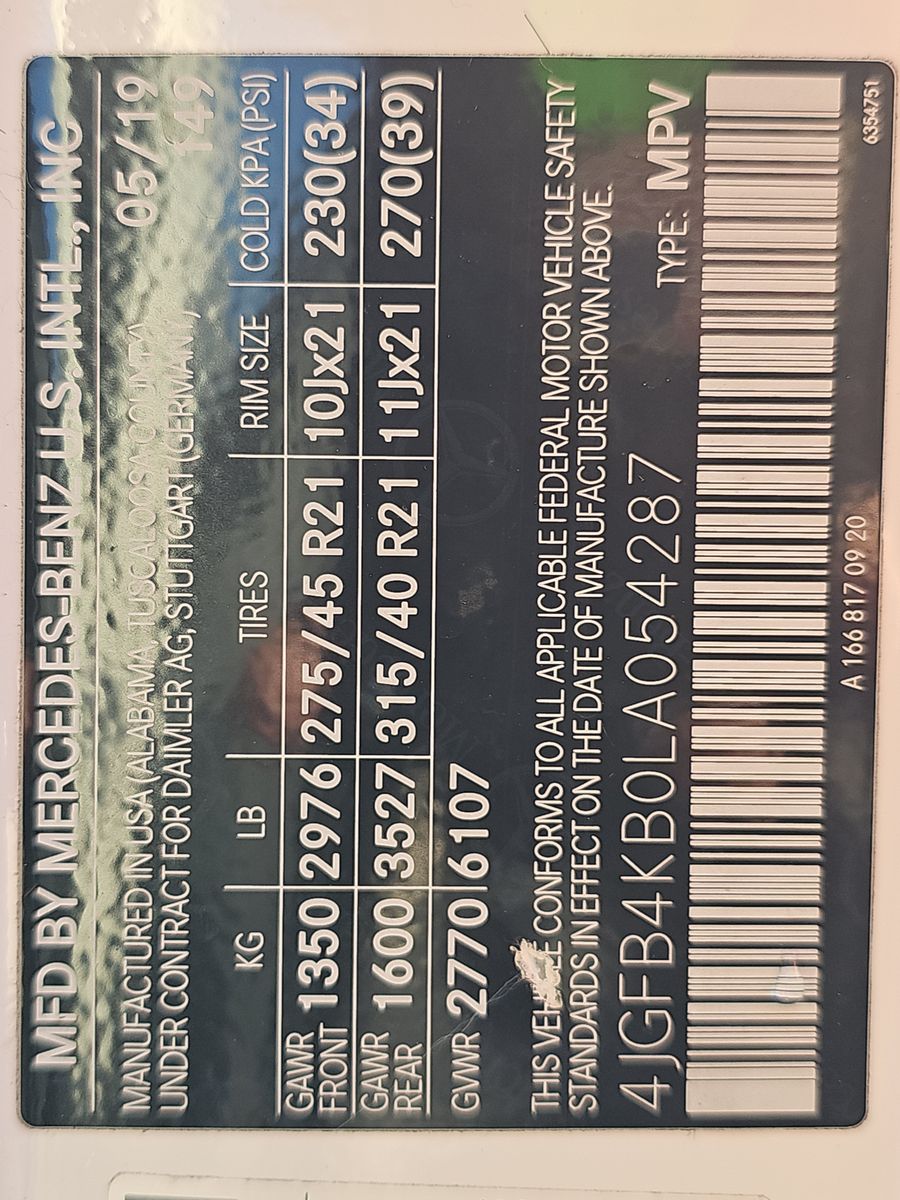 MFD BY MERCEDES-BENZ U.S. INTL., INC
MANUFACTURED IN USA (ALABAMA, TUSCALOOSA COUNTY) 05/19
UNDER CONTRACT FOR DAIMLER AG, STUTTGART (GERMANY) 149
KG LB TIRES RIM SIZE COLD KPA (PSI)
GAWR FRONT 1350 2976 275/45 R21 10Jx21 230(34)
GAWR REAR 1600 3527 315/40 R21 11Jx21 270(39)
GVWR 2770 6107
THIS CONFORMS TO ALL APPLICABLE FEDERAL MOTOR VEHICLE SAFETY
STANDARDS IN EFFECT ON THE DATE OF MANUFACTURE SHOWN ABOVE.
4JGFB4KB0LA054287 TYPE: MPV
A 166 817 09 20 6354751